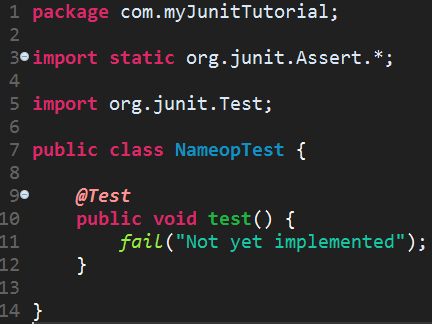 1 package com.myJunitTutorial;
2
3 import static org.junit.Assert.*;
4
5 import org.junit.Test;
6
7 public class NameopTest {
8
9     @Test
10     public void test() {
11         fail("Not yet implemented");
12     }
13
14 }